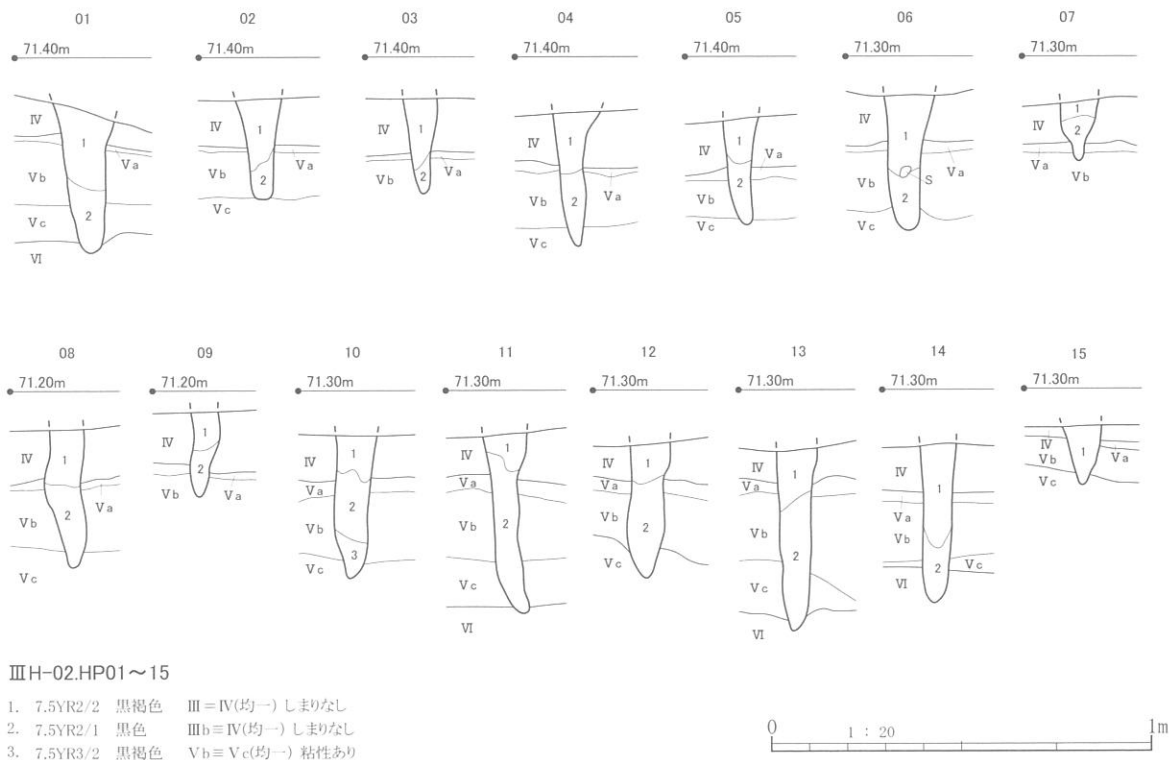 01 02 03 04 05 06 07
71.40m 71.40m 71.40m 71.40m 71.40m 71.30m 71.30m
Ⅳ 1 Ⅴa Ⅴb 2 Ⅴc Ⅵ
Ⅳ 1 Ⅴa 2 Ⅴb Ⅴc
Ⅳ 1 Ⅴa 2 Ⅴb
Ⅳ 1 Ⅴa Ⅴb 2 Ⅴc
Ⅳ 1 Ⅴa Ⅴb 2 Ⅴc
Ⅳ 1 Ⅴa Ⅴb S 2 Ⅴc
Ⅳ 1 2 Ⅴa Ⅴb
08 09 10 11 12 13 14 15
71.20m 71.20m 71.30m 71.30m 71.30m 71.30m 71.30m 71.30m
Ⅳ 1 Ⅴa Ⅴb 2 Ⅴc
Ⅳ 1 2 Ⅴb Ⅴa
Ⅳ 1 Ⅴa 2 Ⅴb 3 Ⅴc
Ⅳ 1 Ⅴa Ⅴb 2 Ⅴc Ⅵ
Ⅳ 1 Ⅴa Ⅴb 2 Ⅴc
Ⅳ 1 Ⅴa Ⅴb 2 Ⅴc Ⅵ
Ⅳ 1 Ⅴa Ⅴb 2 Ⅴc Ⅵ
Ⅳ Ⅴb 1 Ⅴa Ⅴc
ⅢH-02.HP01～15
1. 7.5YR2/2 黒褐色 Ⅲ＝Ⅳ(均一) しまりなし
2. 7.5YR2/1 黒色 Ⅲb≡Ⅳ(均一) しまりなし
3. 7.5YR3/2 黒褐色 Ⅴb≡Ⅴc(均一) 粘性あり
0 1 : 20 1m